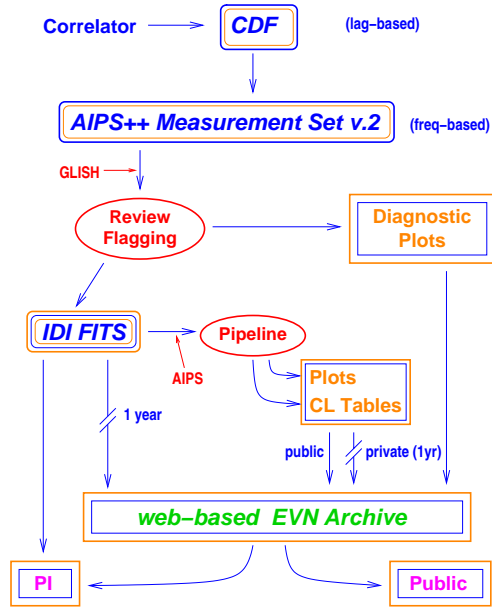 Correlator
CDF
(lag-based)
AIPS++ Measurement Set v.2
(freq-based)
GLISH
Review
Flagging
Diagnostic
Plots
IDI FITS
Pipeline
AIPS
Plots
CL Tables
1 year
public
private (1yr)
web-based EVN Archive
PI
Public